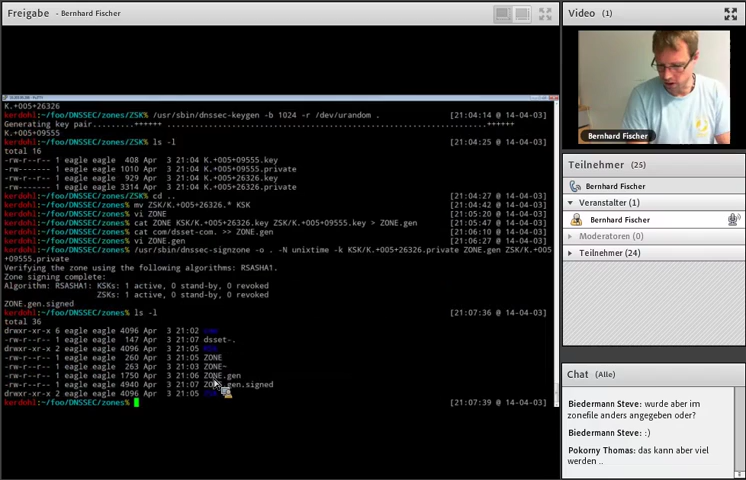 Freigabe - Bernhard Fischer
K.+005+26326
kerdohl:~/foo/DNSSEC/zones/ZSK% /usr/sbin/dnssec-keygen -b 1024 -r /dev/urandom . [21:04:14 @ 14-04-03]
Generating key pair......++++++ ......++++++
K.+005+09555
kerdohl:~/foo/DNSSEC/zones/ZSK% ls -l [21:04:25 @ 14-04-03]
total 16
-rw-r--r-- 1 eagle eagle 408 Apr 3 21:04 K.+005+09555.key
-rw------- 1 eagle eagle 1010 Apr 3 21:04 K.+005+09555.private
-rw-r--r-- 1 eagle eagle 929 Apr 3 21:04 K.+005+26326.key
-rw------- 1 eagle eagle 3314 Apr 3 21:04 K.+005+26326.private
kerdohl:~/foo/DNSSEC/zones/ZSK% cd .. [21:04:27 @ 14-04-03]
kerdohl:~/foo/DNSSEC/zones% mv ZSK/K.+005+26326.* KSK [21:04:42 @ 14-04-03]
kerdohl:~/foo/DNSSEC/zones% vi ZONE [21:05:20 @ 14-04-03]
kerdohl:~/foo/DNSSEC/zones% cat ZONE KSK/K.+005+26326.key ZSK/K.+005+09555.key > ZONE.gen [21:05:47 @ 14-04-03]
kerdohl:~/foo/DNSSEC/zones% cat com/dsset-com. >> ZONE.gen [21:06:10 @ 14-04-03]
kerdohl:~/foo/DNSSEC/zones% vi ZONE.gen [21:06:27 @ 14-04-03]
kerdohl:~/foo/DNSSEC/zones% /usr/sbin/dnssec-signzone -o . -N unixtime -k KSK/K.+005+26326.private ZONE.gen ZSK/K.+005
+09555.private
Verifying the zone using the following algorithms: RSASHA1.
Zone signing complete:
Algorithm: RSASHA1: KSKs: 1 active, 0 stand-by, 0 revoked
ZSKs: 1 active, 0 stand-by, 0 revoked
ZONE.gen.signed
kerdohl:~/foo/DNSSEC/zones% ls -l [21:07:36 @ 14-04-03]
total 36
drwxr-xr-x 6 eagle eagle 4096 Apr 3 21:02 com
-rw-r--r-- 1 eagle eagle 147 Apr 3 21:07 dsset-.
drwxr-xr-x 2 eagle eagle 4096 Apr 3 21:05
-rw-r--r-- 1 eagle eagle 260 Apr 3 21:05 ZONE
-rw-r--r-- 1 eagle eagle 263 Apr 3 21:03 ZONE~
-rw-r--r-- 1 eagle eagle 1750 Apr 3 21:06 ZONE.gen
-rw-r--r-- 1 eagle eagle 4940 Apr 3 21:07 ZONE.gen.signed
drwxr-xr-x 2 eagle eagle 4096 Apr 3 21:05
kerdohl:~/foo/DNSSEC/zones% [21:07:39 @ 14-04-03]
Video (1)
Bernhard Fischer
Teilnehmer (25)
Bernhard Fischer
Veranstalter (1)
Bernhard Fischer
Moderatoren (0)
Teilnehmer (24)
Chat (Alle)
Biedermann Steve: wurde aber im
zonefile anders angegeben oder?
Biedermann Steve: :)
Pokorny Thomas: das kann aber viel
werden ..